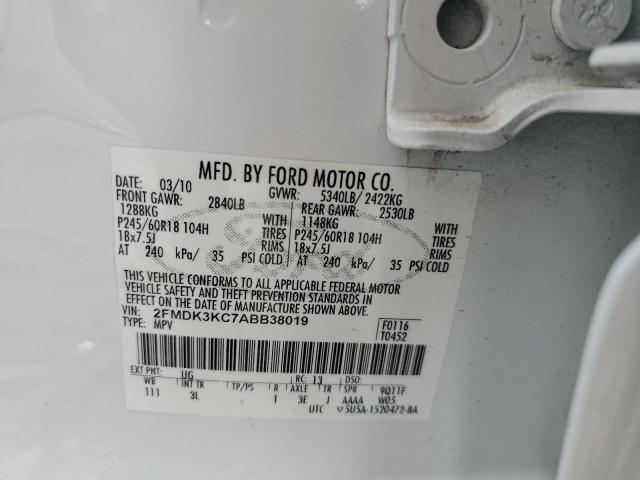 MFD. BY FORD MOTOR CO.
DATE: 03/10 GVWR: 5340LB/ 2422KG
FRONT GAWR: 2840LB REAR GAWR: 2530LB
1288KG WITH 1148KG WITH
P245/60R18 104H TIRES P245/60R18 104H TIRES
18x7.5J RIMS 18x7.5J RIMS
AT 240 kPa/ 35 PSI COLD AT 240 kPa/ 35 PSI COLD
THIS VEHICLE CONFORMS TO ALL APPLICABLE FEDERAL MOTOR
VEHICLE SAFETY AND THEFT PREVENTION STANDARDS IN
EFFECT ON THE DATE OF MANUFACTURE SHOWN ABOVE.
VIN: 2FMDK3KC7ABB38019 F0116
TYPE: MPV T0452
EXT PNT: UG RC: 13 DSO:
WB INT TR TP/PS R AXLE TR SPR 9Q11F
111 3L 1 3E J AAAA W05
UTC 5U5A-1520472-BA